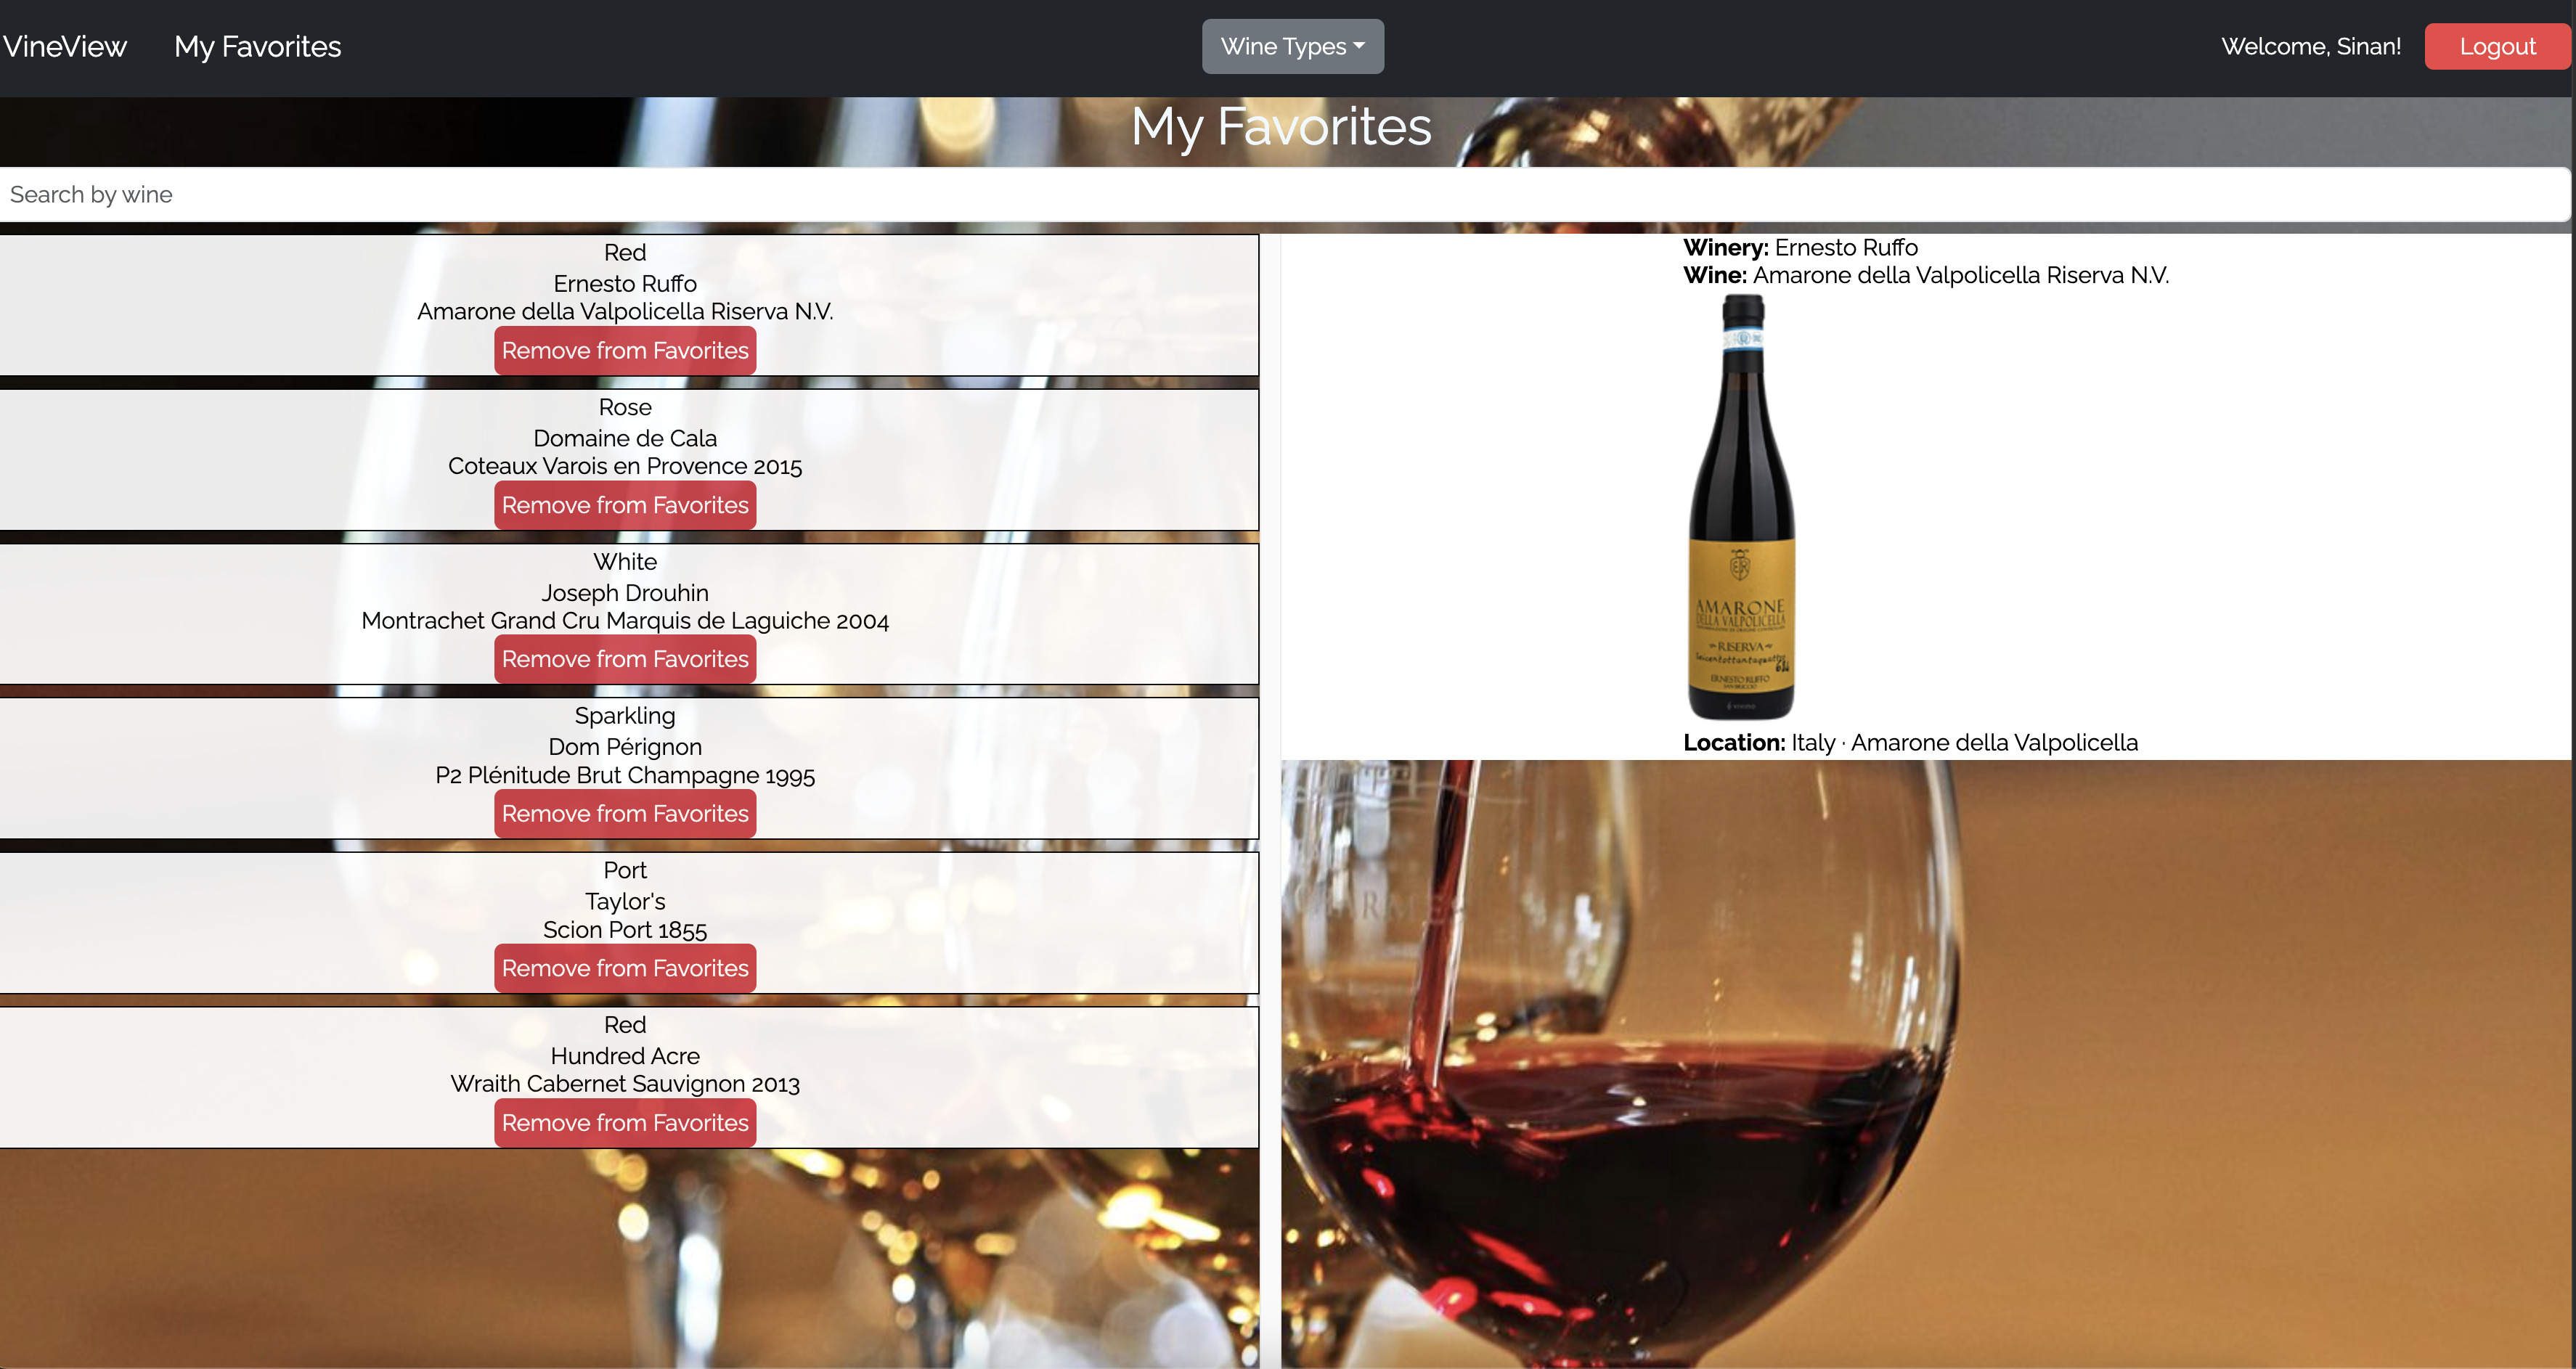 VineView My Favorites Wine Types Welcome, Sinan! Logout
My Favorites
Search by wine
Red
Ernesto Ruffo
Amarone della Valpolicella Riserva N.V.
Remove from Favorites
Rose
Domaine de Cala
Coteaux Varois en Provence 2015
Remove from Favorites
White
Joseph Drouhin
Montrachet Grand Cru Marquis de Laguiche 2004
Remove from Favorites
Sparkling
Dom Pérignon
P2 Plénitude Brut Champagne 1995
Remove from Favorites
Port
Taylor's
Scion Port 1855
Remove from Favorites
Red
Hundred Acre
Wraith Cabernet Sauvignon 2013
Remove from Favorites
Winery: Ernesto Ruffo
Wine: Amarone della Valpolicella Riserva N.V.
AMARONE
DELLA VALPOLICELLA
RISERVA
ERNESTO RUFFO
vivino
Location: Italy · Amarone della Valpolicella